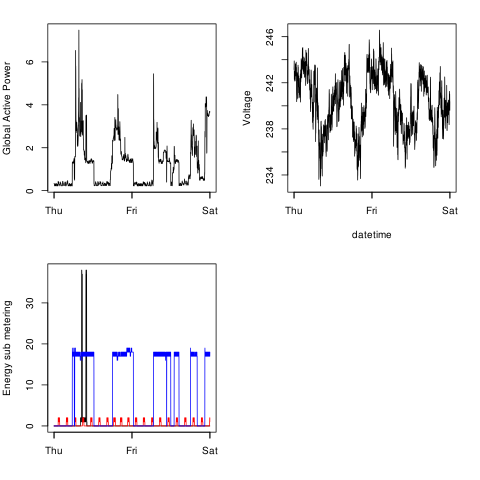 Global Active Power
0 2 4 6
Thu Fri Sat
Voltage
234 238 242 246
Thu Fri Sat
datetime
Energy sub metering
0 10 20 30
Thu Fri Sat